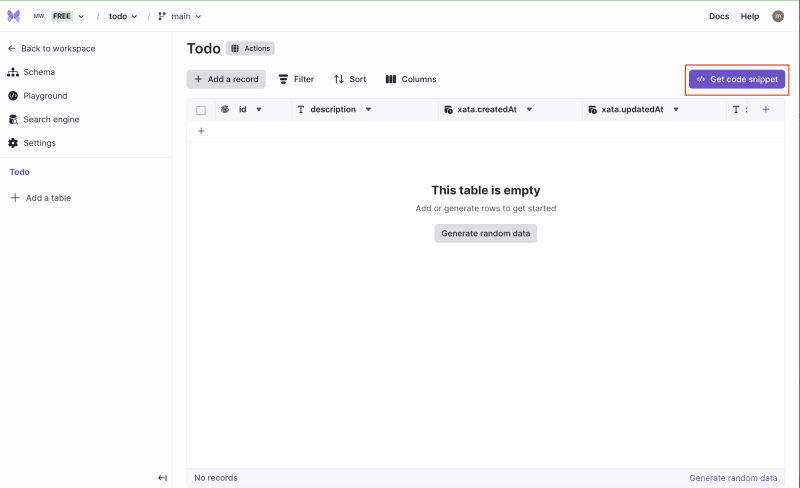 MW FREE / todo / main Docs Help m
Back to workspace
Schema
Playground
Search engine
Settings
Todo
Add a table
Todo Actions
Add a record Filter Sort Columns Get code snippet
id description xata.createdAt xata.updatedAt
This table is empty
Add or generate rows to get started
Generate random data
No records Generate random data